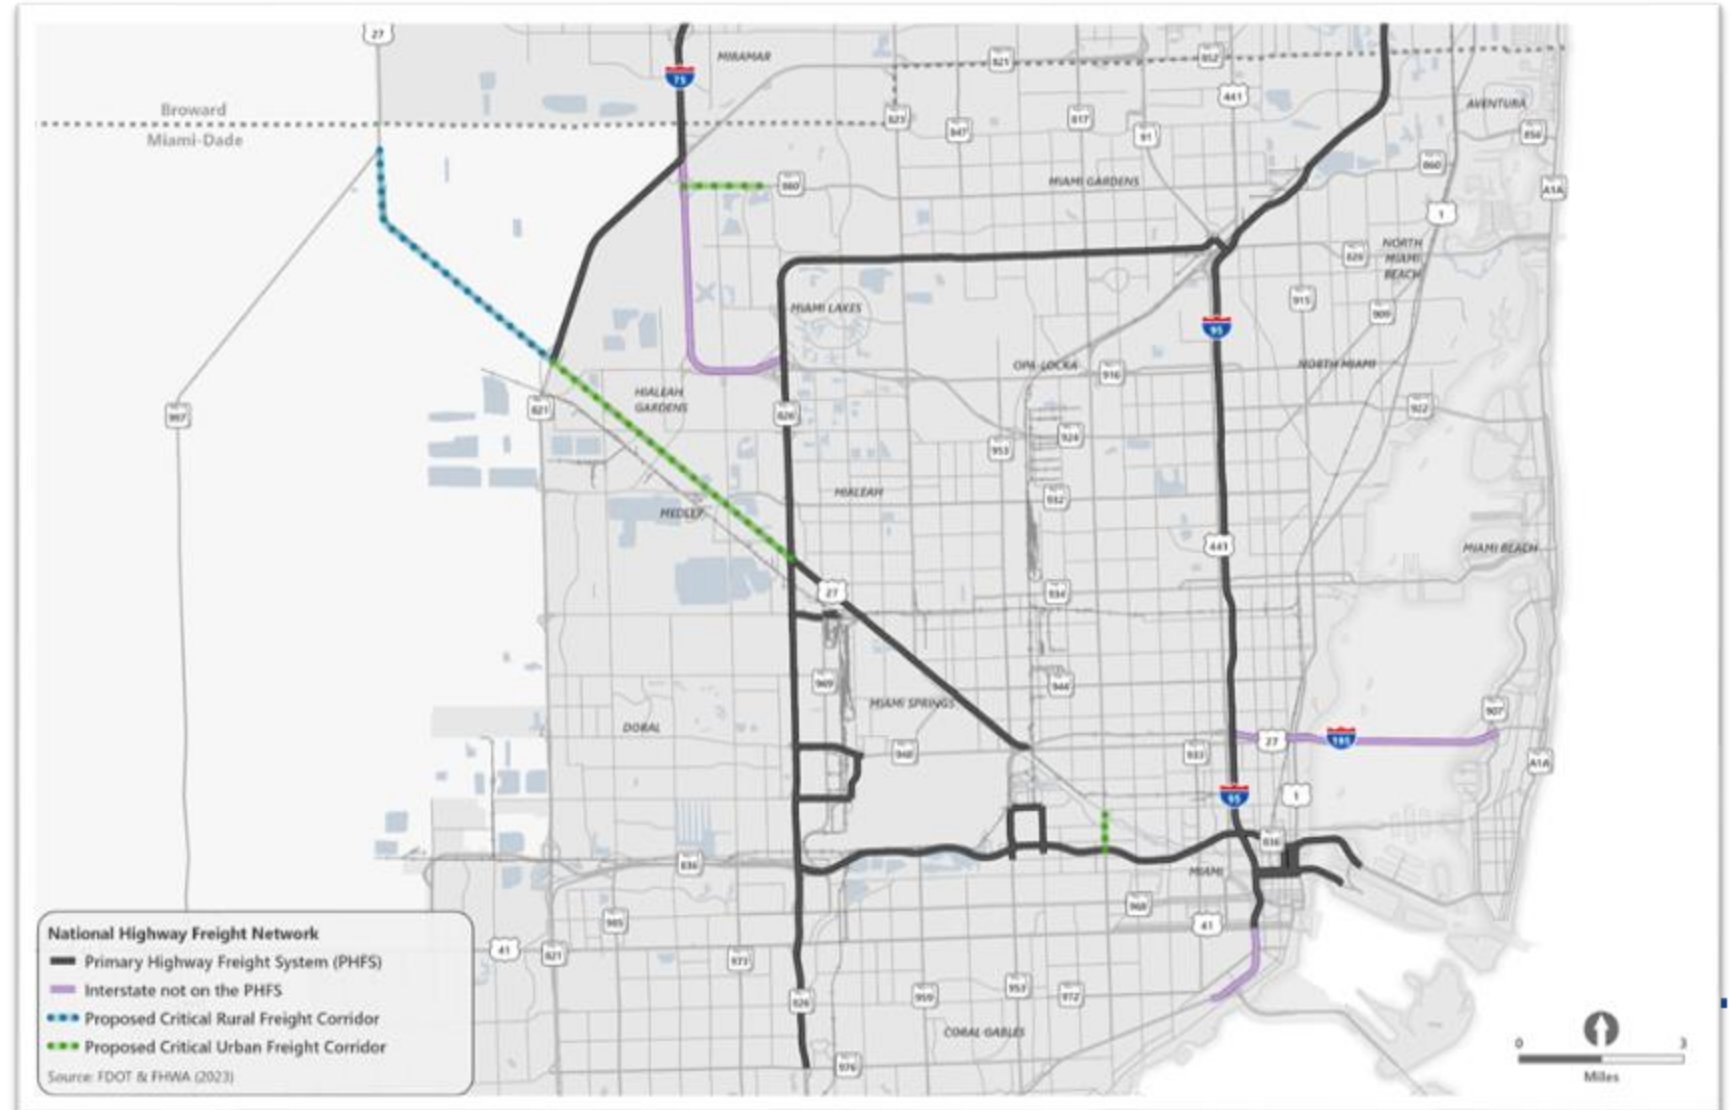 27
75
MIRAMAR
821
852
441
AVENTURA
Broward
Miami-Dade
823
847
817
91
856
860
860
MIAMI GARDENS
A1A
1
NORTH
MIAMI
BEACH
826
915
909
MIAMI LAKES
95
OPA-LOCKA
916
NORTH MIAMI
HIALEAH
GARDENS
997
821
826
922
924
953
HIALEAH
932
MEDLEY
441
MIAMI BEACH
27
934
969
944
MIAMI SPRINGS
907
DORAL
948
933
27
195
A1A
95
1
836
836
MIAMI
968
985
41
41
821
973
826
959
953
972
CORAL GABLES
976
National Highway Freight Network
Primary Highway Freight System (PHFS)
Interstate not on the PHFS
Proposed Critical Rural Freight Corridor
Proposed Critical Urban Freight Corridor
Source: FDOT & FHWA (2023)
0 3
Miles